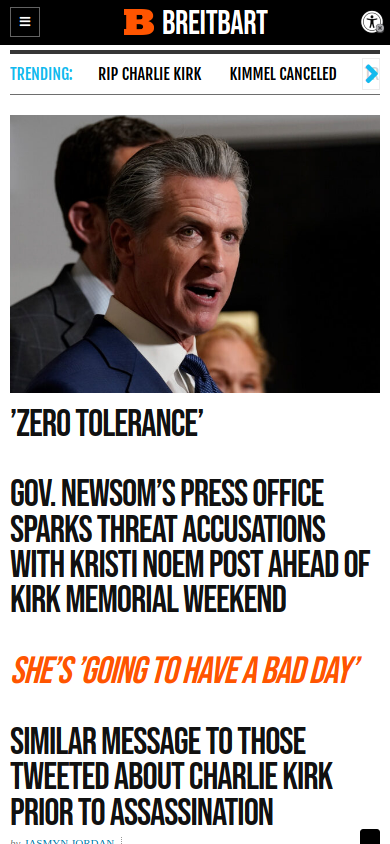 BREITBART
TRENDING: RIP CHARLIE KIRK KIMMEL CANCELED
’ZERO TOLERANCE’
GOV. NEWSOM’S PRESS OFFICE
SPARKS THREAT ACCUSATIONS
WITH KRISTI NOEM POST AHEAD OF
KIRK MEMORIAL WEEKEND
SHE’S ’GOING TO HAVE A BAD DAY’
SIMILAR MESSAGE TO THOSE
TWEETED ABOUT CHARLIE KIRK
PRIOR TO ASSASSINATION
by JASMYN JORDAN